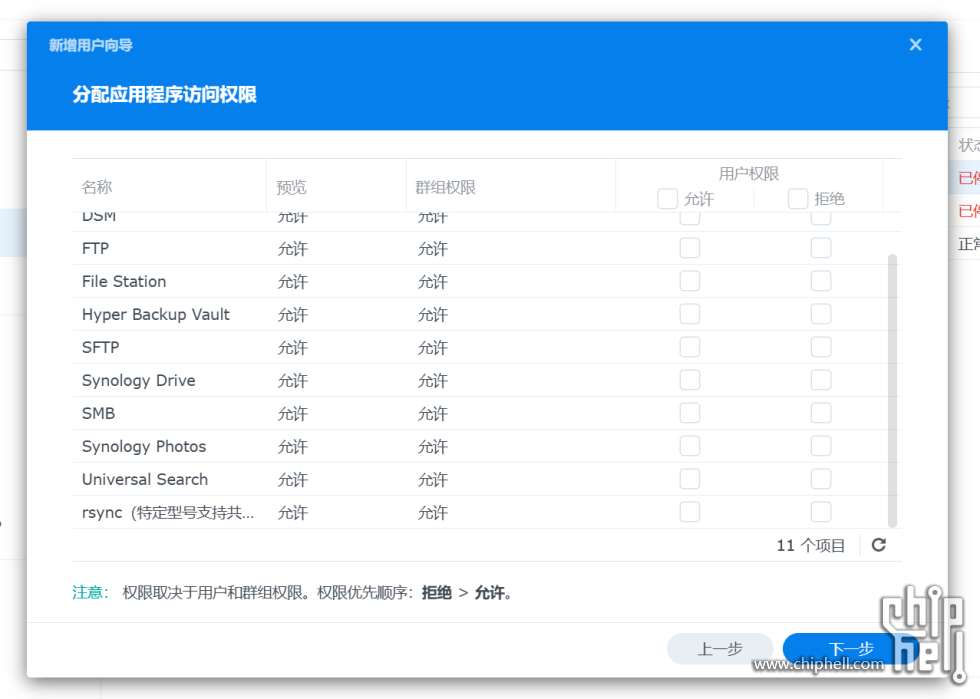 新增用户向导
分配应用程序访问权限
名称 预览 群组权限 用户权限
允许 拒绝
DSM 允许 允许
FTP 允许 允许
File Station 允许 允许
Hyper Backup Vault 允许 允许
SFTP 允许 允许
Synology Drive 允许 允许
SMB 允许 允许
Synology Photos 允许 允许
Universal Search 允许 允许
rsync（特定型号支持共... 允许 允许
11 个项目
注意： 权限取决于用户和群组权限。权限优先顺序：拒绝 > 允许。
上一步 下一步
状态
已停
已停
正常
www.chiphell.com
chip hell